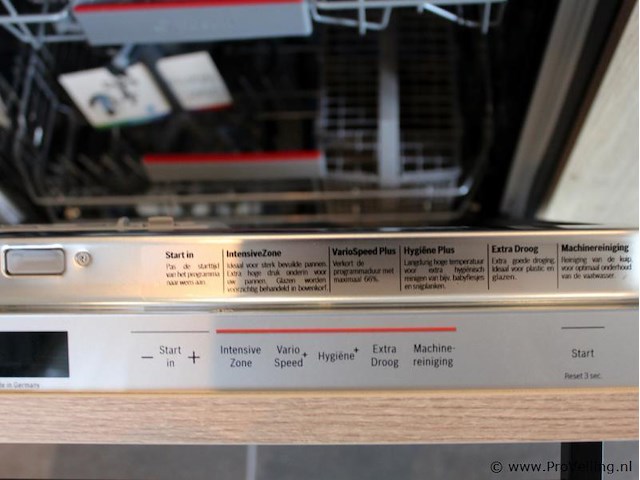 Start in
Pas de starttijd
van het programma
naar wens aan.
IntensiveZone
Ideaal voor sterk bevuilde pannen.
Extra hoge druk onderin voor
uw pannen. Glazen worden
voorzichtig behandeld in bovenkorf.
VarioSpeed Plus
Verkort de
programmaduur met
maximaal 66%.
Hygiëne Plus
Langdurig hoge temperatuur
voor extra hygiënisch
reinigen van bijv. babyflesjes
en snijplanken.
Extra Droog
Extra goede droging,
ideaal voor plastic en
glazen.
Machinereiniging
Reiniging van de kuip,
voor optimaal onderhoud
van de vaatwasser.
− Start in +
Intensive
Zone
Vario
Speed+
Hygiëne+
Extra
Droog
Machine-
reiniging
Start
Reset 3 sec.
in Germany
© www.ProVeiling.nl